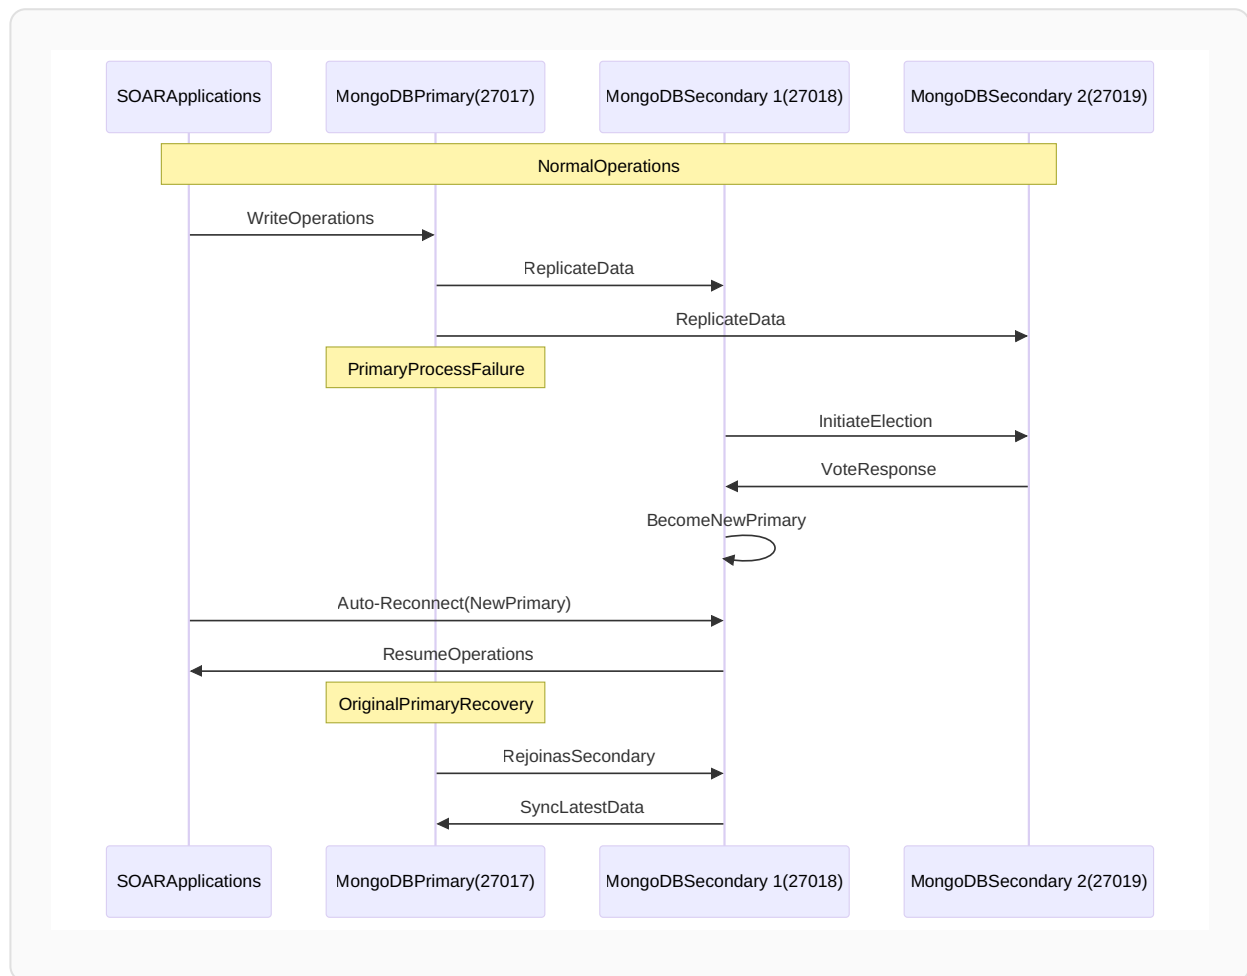 SOARApplications
MongoDBPrimary(27017)
MongoDBSecondary 1(27018)
MongoDBSecondary 2(27019)
NormalOperations
WriteOperations
ReplicateData
ReplicateData
PrimaryProcessFailure
InitiateElection
VoteResponse
BecomeNewPrimary
Auto-Reconnect(NewPrimary)
ResumeOperations
OriginalPrimaryRecovery
RejoinasSecondary
SyncLatestData
SOARApplications
MongoDBPrimary(27017)
MongoDBSecondary 1(27018)
MongoDBSecondary 2(27019)